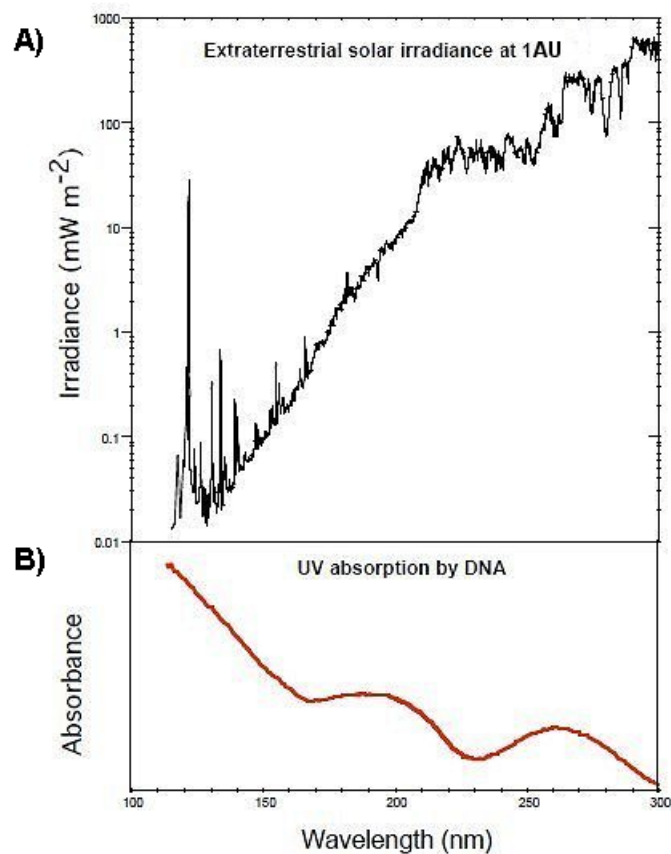 A)
Extraterrestrial solar irradiance at 1AU
Irradiance (mW m-2)
1000
100
10
1
0.1
0.01
B)
UV absorption by DNA
Absorbance
100 150 200 250 300
Wavelength (nm)